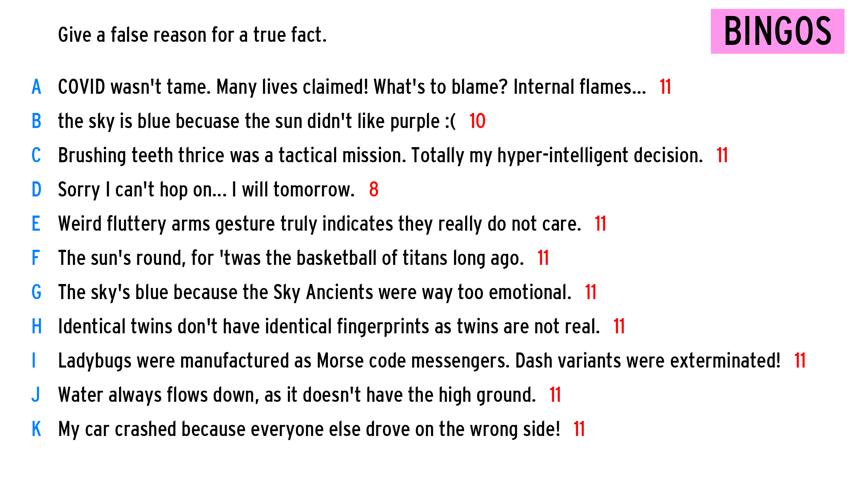 Give a false reason for a true fact.
BINGOS
A COVID wasn't tame. Many lives claimed! What's to blame? Internal flames... 11
B the sky is blue becuase the sun didn't like purple :( 10
C Brushing teeth thrice was a tactical mission. Totally my hyper-intelligent decision. 11
D Sorry I can't hop on... I will tomorrow. 8
E Weird fluttery arms gesture truly indicates they really do not care. 11
F The sun's round, for 'twas the basketball of titans long ago. 11
G The sky's blue because the Sky Ancients were way too emotional. 11
H Identical twins don't have identical fingerprints as twins are not real. 11
I Ladybugs were manufactured as Morse code messengers. Dash variants were exterminated! 11
J Water always flows down, as it doesn't have the high ground. 11
K My car crashed because everyone else drove on the wrong side! 11